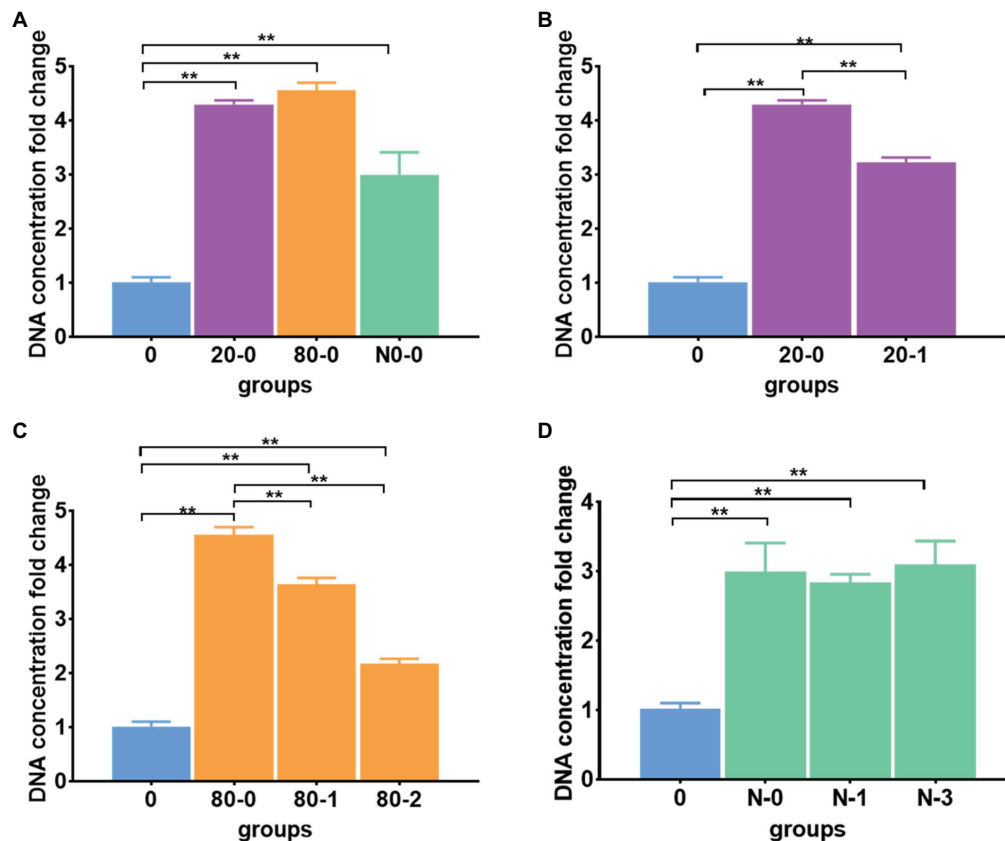 A
DNA concentration fold change
5
4
3
2
1
0
**
**
**
0 20-0 80-0 N0-0
groups
B
DNA concentration fold change
5
4
3
2
1
0
**
**
**
0 20-0 20-1
groups
C
DNA concentration fold change
5
4
3
2
1
0
**
**
**
**
**
0 80-0 80-1 80-2
groups
D
DNA concentration fold change
4
3
2
1
0
**
**
**
0 N-0 N-1 N-3
groups